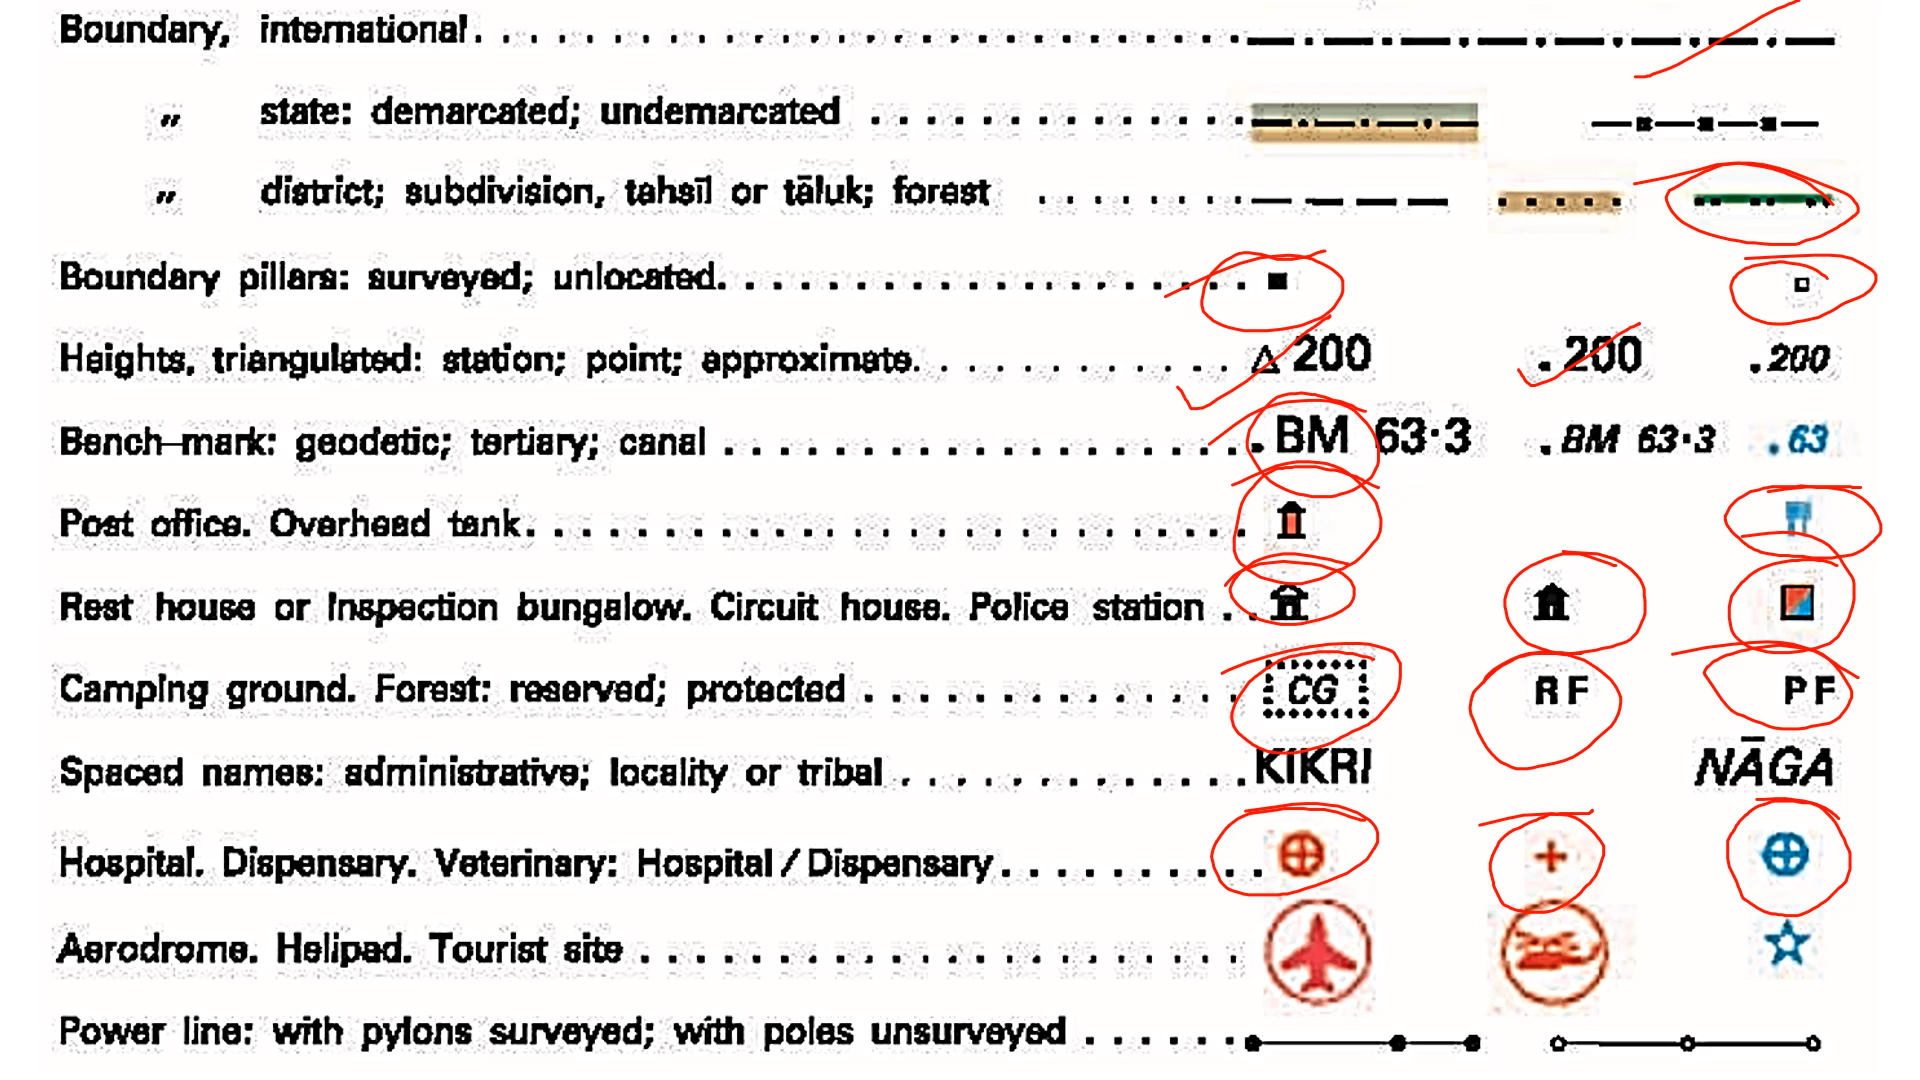 Boundary, international. . . . . . . . . . . . . . . . . . . . . . . . . . . .
„ state: demarcated; undemarcated . . . . . . . . . . . . . .
„ district; subdivision, tahsīl or tāluk; forest . . . . . . . .
Boundary pillars: surveyed; unlocated. . . . . . . . . . . . . . . . . . . .
Heights, triangulated: station; point; approximate. . . . . . . . . . . . △ 200 . 200 . 200
Bench-mark: geodetic; tertiary; canal . . . . . . . . . . . . . . . . . . . . BM 63·3 . BM 63·3 . 63
Post office. Overhead tank. . . . . . . . . . . . . . . . . . . . . . . . . . .
Rest house or Inspection bungalow. Circuit house. Police station . .
Camping ground. Forest: reserved; protected . . . . . . . . . . . . . . CG RF PF
Spaced names: administrative; locality or tribal . . . . . . . . . . . . . KIKRI NĀGA
Hospital. Dispensary. Veterinary: Hospital / Dispensary. . . . . . . . . .
Aerodrome. Helipad. Tourist site . . . . . . . . . . . . . . . . . . . . . .
Power line: with pylons surveyed; with poles unsurveyed . . . . . .